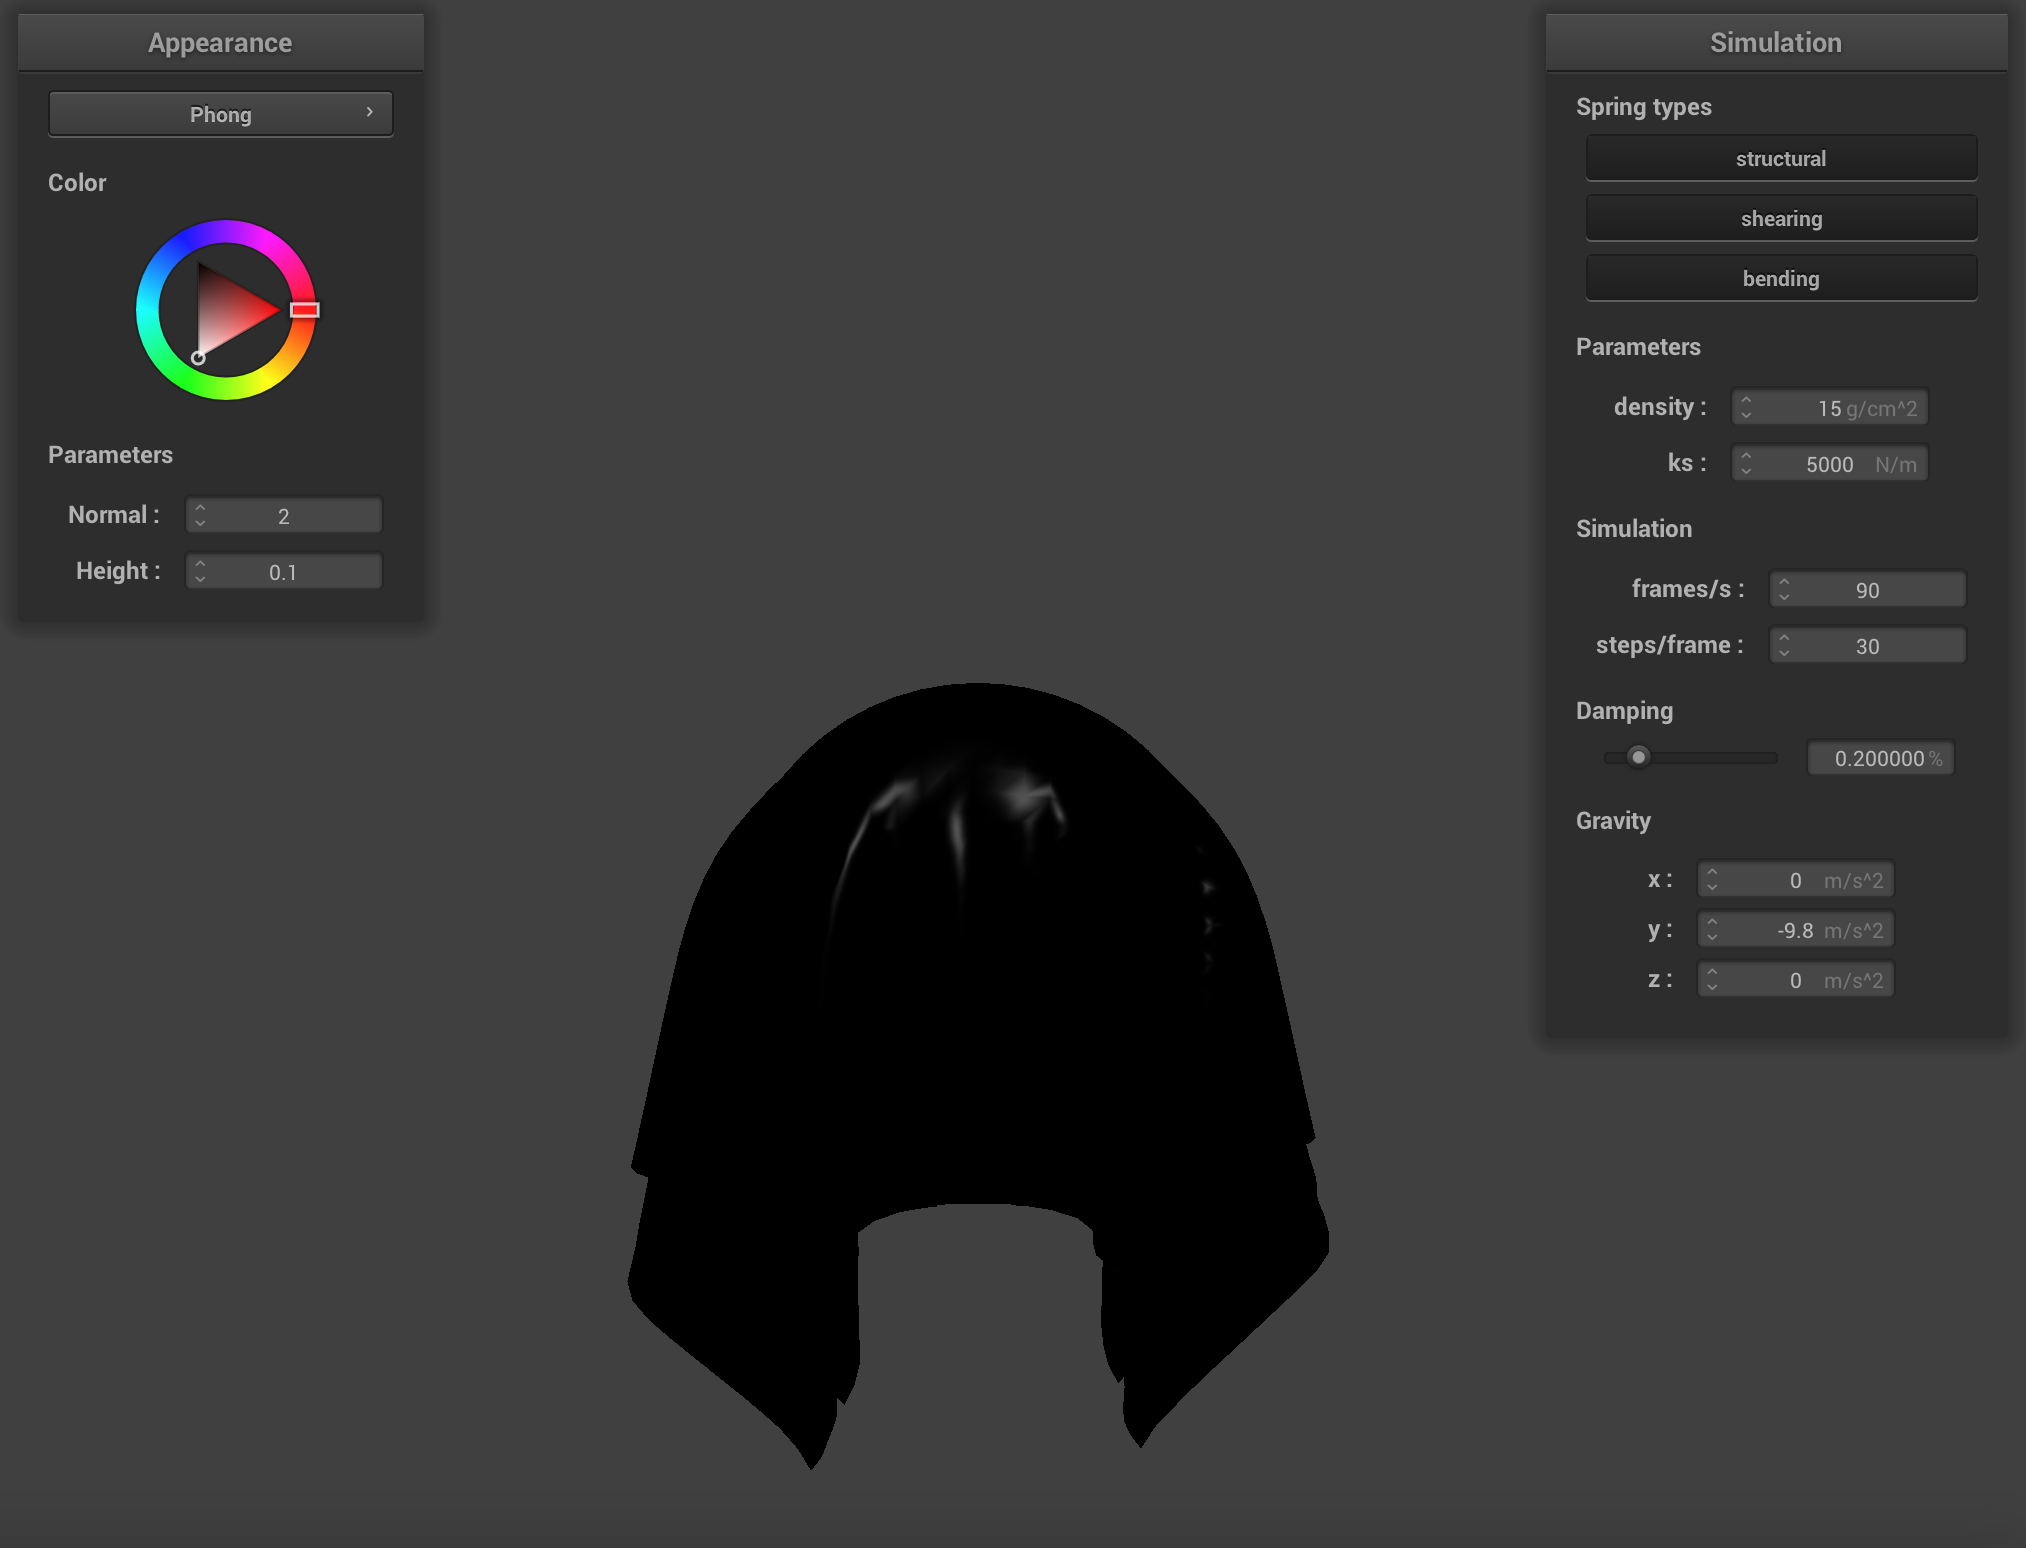 Appearance
Phong
Color
Parameters
Normal : 2
Height : 0.1
Simulation
Spring types
structural
shearing
bending
Parameters
density : 15 g/cm^2
ks : 5000 N/m
Simulation
frames/s : 90
steps/frame : 30
Damping
0.200000 %
Gravity
x : 0 m/s^2
y : -9.8 m/s^2
z : 0 m/s^2